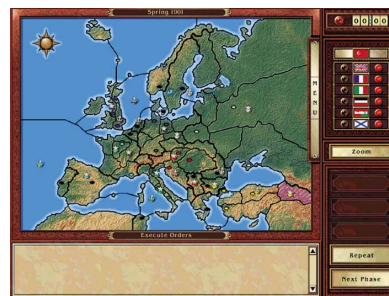 Spring 1901
00:00
MENU
Zoom
Execute Orders
Repeat
Next Phase